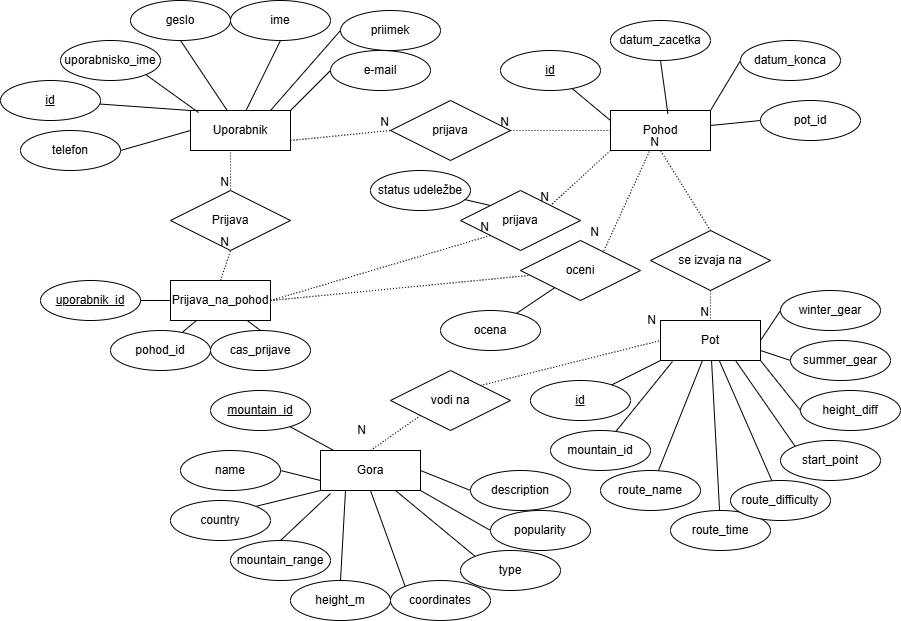 geslo
ime
priimek
uporabnisko_ime
e-mail
id
telefon
Uporabnik
N
prijava
N
id
datum_zacetka
datum_konca
pot_id
Pohod
N
N
Prijava
N
status udeležbe
prijava
N
N
N
oceni
ocena
se izvaja na
N
N
uporabnik_id
Prijava_na_pohod
pohod_id
cas_prijave
Pot
winter_gear
summer_gear
height_diff
start_point
route_difficulty
route_time
route_name
mountain_id
id
vodi na
N
mountain_id
Gora
name
country
mountain_range
height_m
coordinates
type
popularity
description